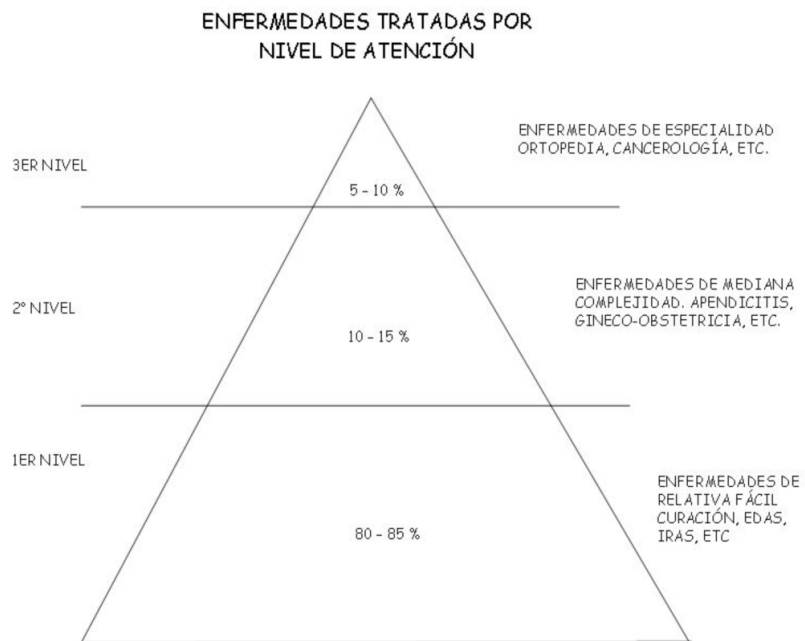 ENFERMEDADES TRATADAS POR
NIVEL DE ATENCIÓN
ENFERMEDADES DE ESPECIALIDAD
ORTOPEDIA, CANCEROLOGÍA, ETC.
3ER NIVEL
5 - 10 %
ENFERMEDADES DE MEDIANA
COMPLEJIDAD. APENDICITIS,
GINECO-OBSTETRICIA, ETC.
2º NIVEL
10 - 15 %
1ER NIVEL
ENFERMEDADES DE
RELATIVA FÁCIL
CURACIÓN, EDAS,
IRAS, ETC
80 - 85 %